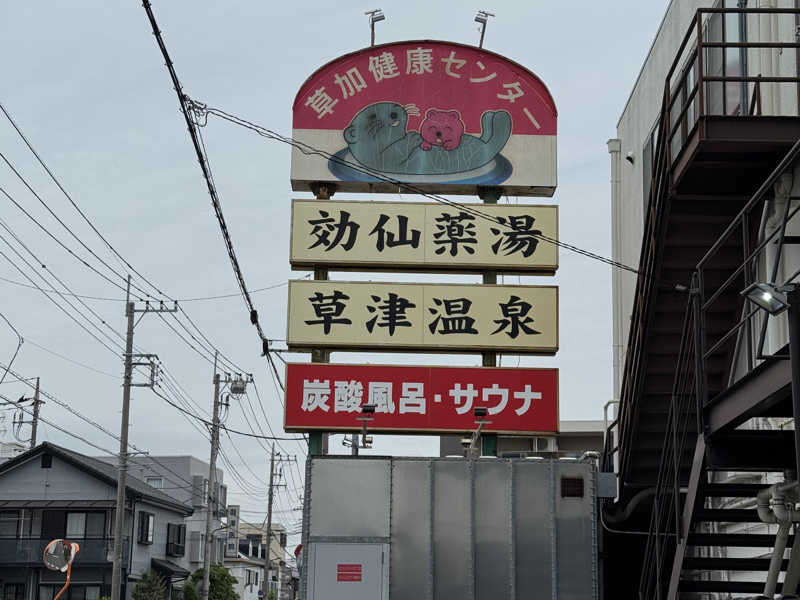 草加健康センター
効仙薬湯
草津温泉
炭酸風呂・サウナ